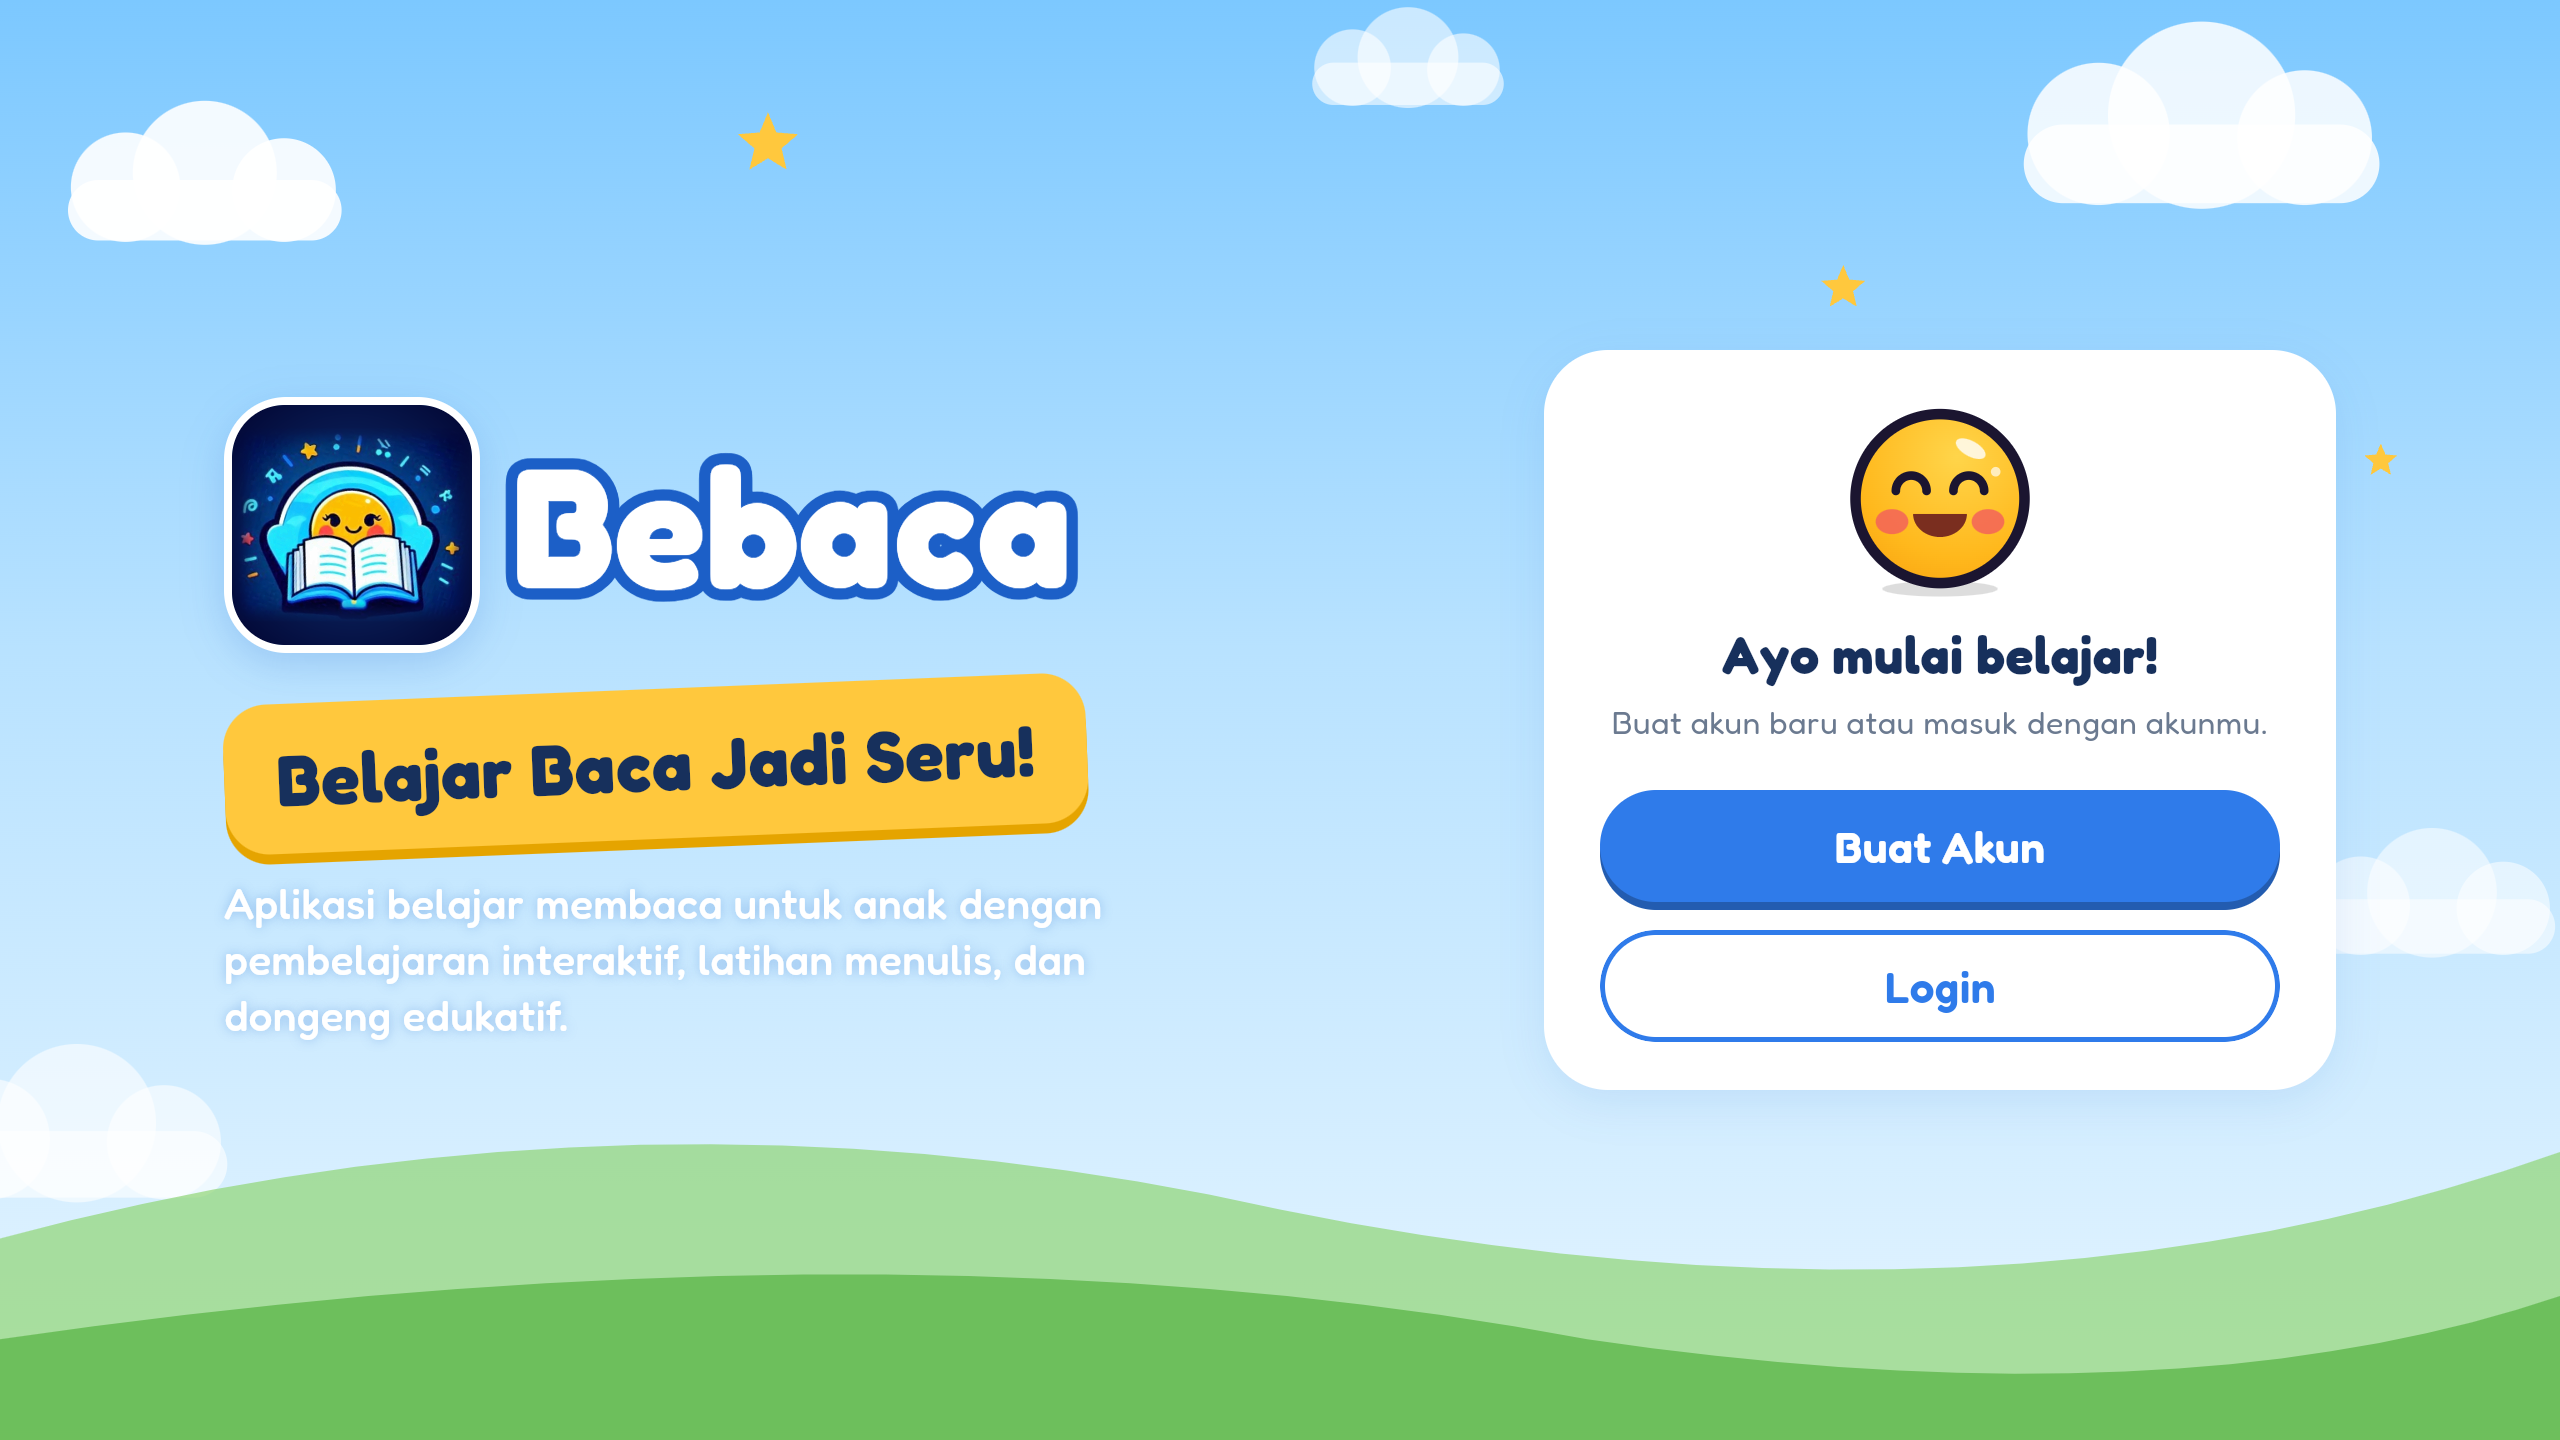 Bebaca
Belajar Baca Jadi Seru!
Aplikasi belajar membaca untuk anak dengan
pembelajaran interaktif, latihan menulis, dan
dongeng edukatif.
Ayo mulai belajar!
Buat akun baru atau masuk dengan akunmu.
Buat Akun
Login